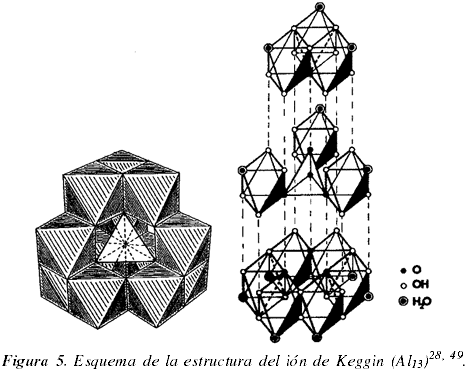 O
OH
H₂O
Figura 5. Esquema de la estructura del ión de Keggin (Al₁₃)²⁸, ⁴⁹.